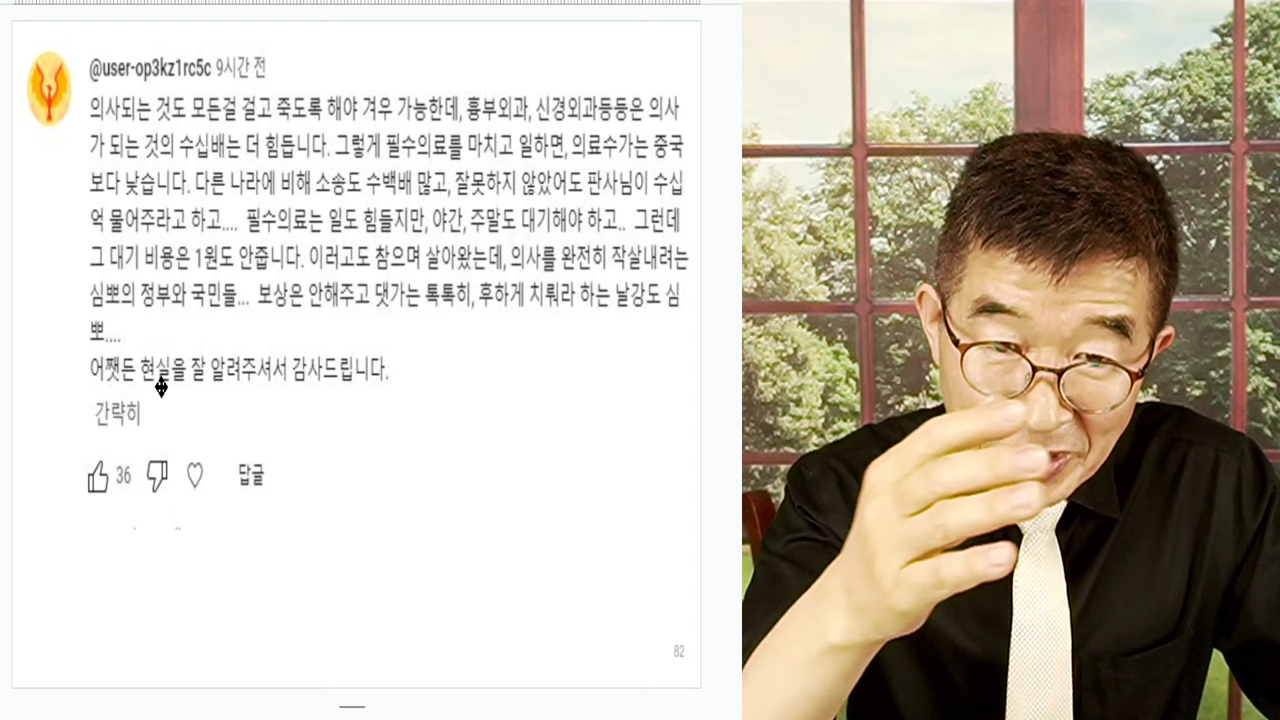 @user-op3kz1rc5c 9시간 전
의사되는 것도 모든걸 걸고 죽도록 해야 겨우 가능한데, 흉부외과, 신경외과등등은 의사
가 되는 것의 수십배는 더 힘듭니다. 그렇게 필수의료를 마치고 일하면, 의료수가는 중국
보다 낮습니다. 다른 나라에 비해 소송도 수백배 많고, 잘못하지 않았어도 판사님이 수십
억 물어주라고 하고.... 필수의료는 일도 힘들지만, 야간, 주말도 대기해야 하고.. 그런데
그 대기 비용은 1원도 안줍니다. 이러고도 참으며 살아왔는데, 의사를 완전히 작살내려는
심뽀의 정부와 국민들... 보상은 안해주고 댓가는 톡톡히, 후하게 치뤄라 하는 날강도 심
뽀....
어쨋든 현실을 잘 알려주셔서 감사드립니다.
간략히
36 답글
82